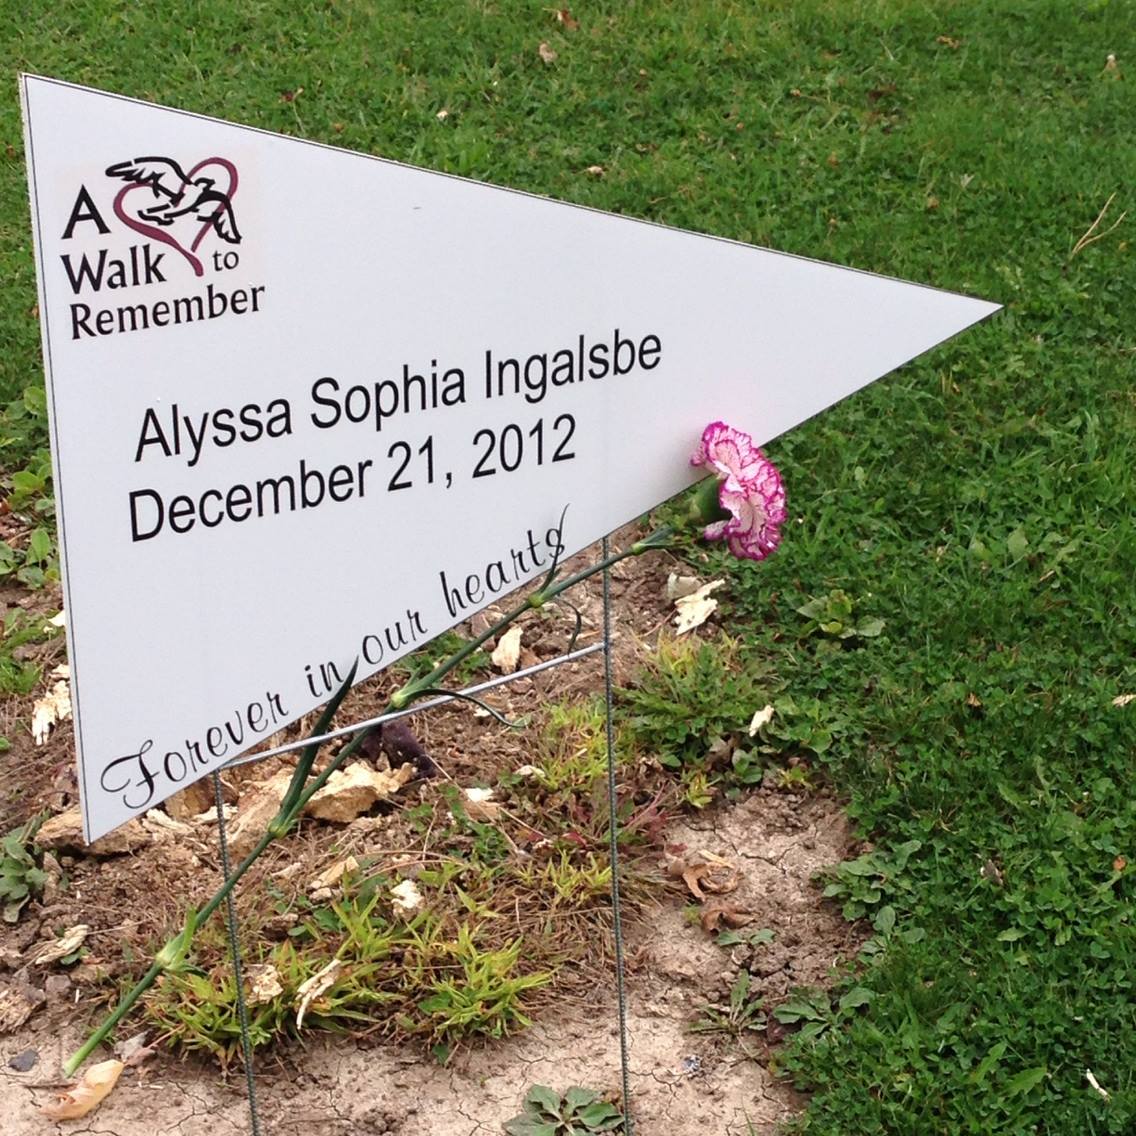 A
Walk to
Remember
Alyssa Sophia Ingalsbe
December 21, 2012
Forever in our hearts